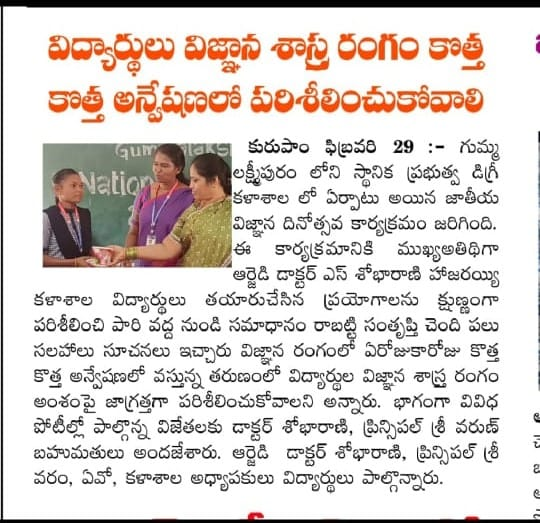 విద్యార్థులు విజ్ఞాన శాస్త్ర రంగం కొత్త
కొత్త అన్వేషణలో పరిశీలించుకోవాలి
Gum
Nation
కురుపాం ఫిబ్రవరి 29 :- గుమ్మ
లక్ష్మీపురం లోని స్థానిక ప్రభుత్వ డిగ్రీ
కళాశాల లో ఏర్పాటు అయిన జాతీయ
విజ్ఞాన దినోత్సవ కార్యక్రమం జరిగింది.
ఈ కార్యక్రమానికి ముఖ్యఅతిథిగా
ఆర్జెడి డాక్టర్ ఎస్ శోభారాణి హాజరయ్యి
కళాశాల విద్యార్థులు తయారుచేసిన ప్రయోగాలను క్షుణ్ణంగా
పరిశీలించి పారి వద్ద నుండి సమాధానం రాబట్టి సంతృప్తి చెంది పలు
సలహాలు సూచనలు ఇచ్చారు విజ్ఞాన రంగంలో ఏరోజుకారోజు కొత్త
కొత్త అన్వేషణలో వస్తున్న తరుణంలో విద్యార్థుల విజ్ఞాన శాస్త్ర రంగం
అంశంపై జాగ్రత్తగా పరిశీలించుకోవాలని అన్నారు. భాగంగా వివిధ
పోటీల్లో పాల్గొన్న విజేతలకు డాక్టర్ శోభారాణి, ప్రిన్సిపల్ శ్రీ వరుణ్
బహుమతులు అందజేశారు. ఆర్జెడి డాక్టర్ శోభారాణి, ప్రిన్సిపల్ శ్రీ
వరం, ఏవో, కళాశాల అధ్యాపకులు విద్యార్థులు పాల్గొన్నారు.